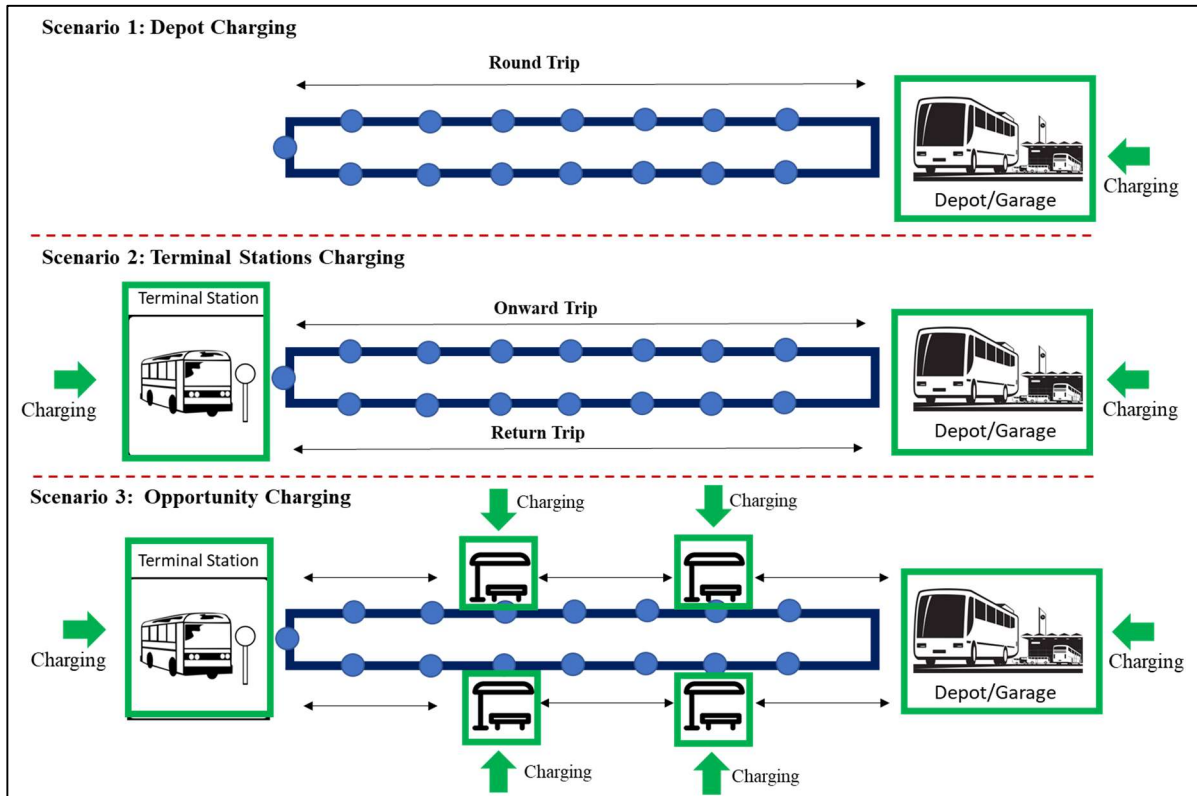 Scenario 1: Depot Charging
Round Trip
Charging
Depot/Garage
Scenario 2: Terminal Stations Charging
Terminal Station
Onward Trip
Charging
Charging
Depot/Garage
Return Trip
Scenario 3: Opportunity Charging
Charging
Charging
Terminal Station
Charging
Charging
Depot/Garage
Charging
Charging